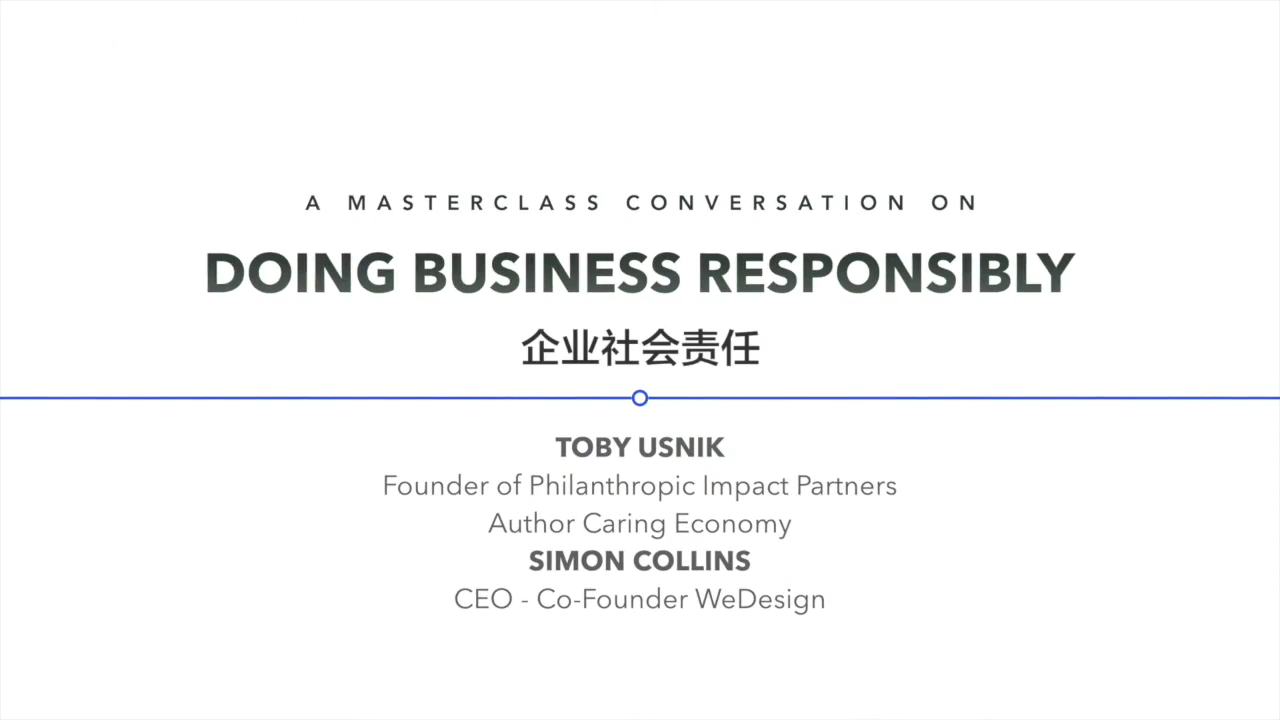 A MASTERCLASS CONVERSATION ON
DOING BUSINESS RESPONSIBLY
企业社会责任
TOBY USNIK
Founder of Philanthropic Impact Partners
Author Caring Economy
SIMON COLLINS
CEO - Co-Founder WeDesign